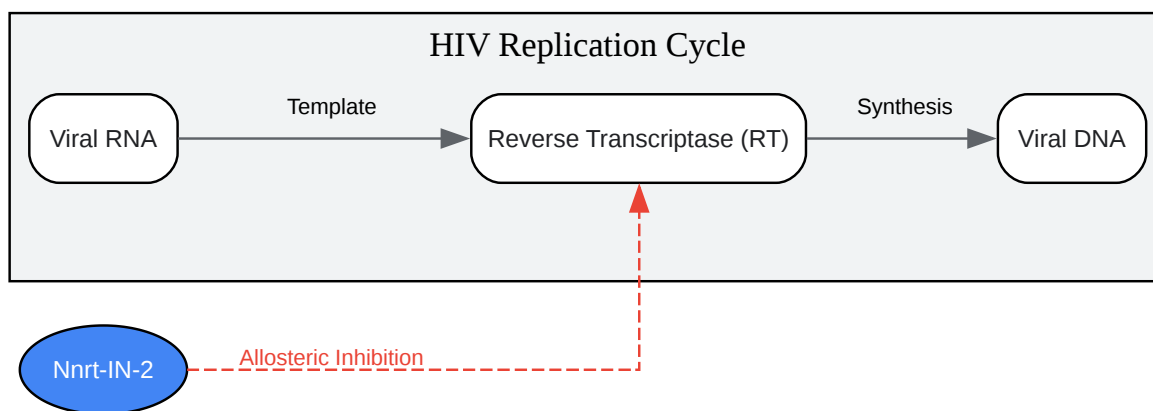 HIV Replication Cycle
Template
Synthesis
Viral RNA
Reverse Transcriptase (RT)
Viral DNA
Allosteric Inhibition
Nnrt-IN-2